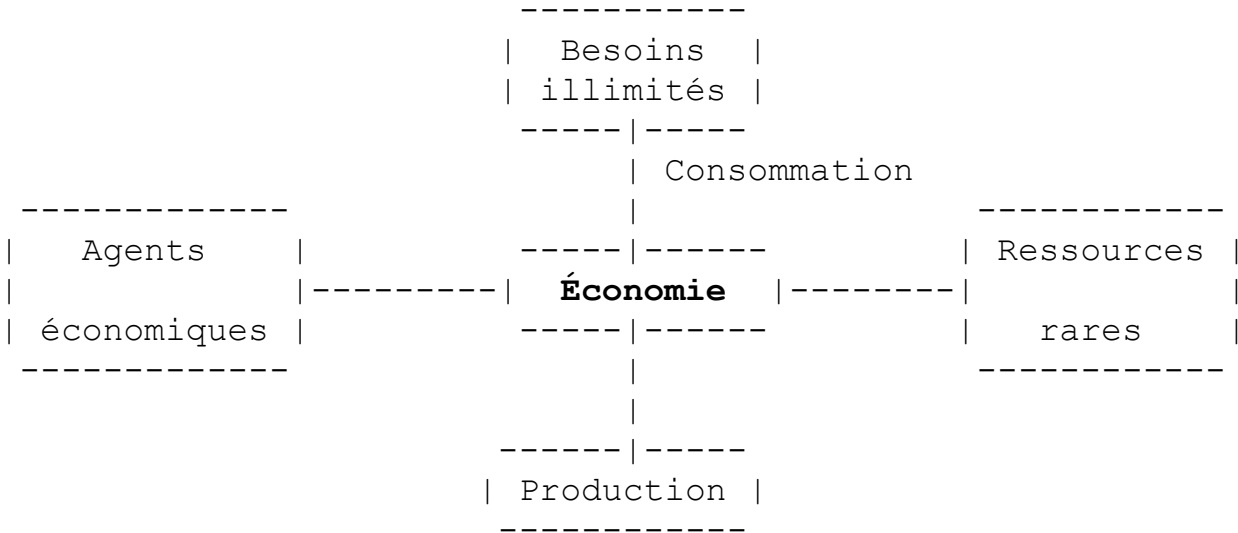 Besoins
illimités
Consommation
Agents
économiques
Économie
Ressources
rares
Production